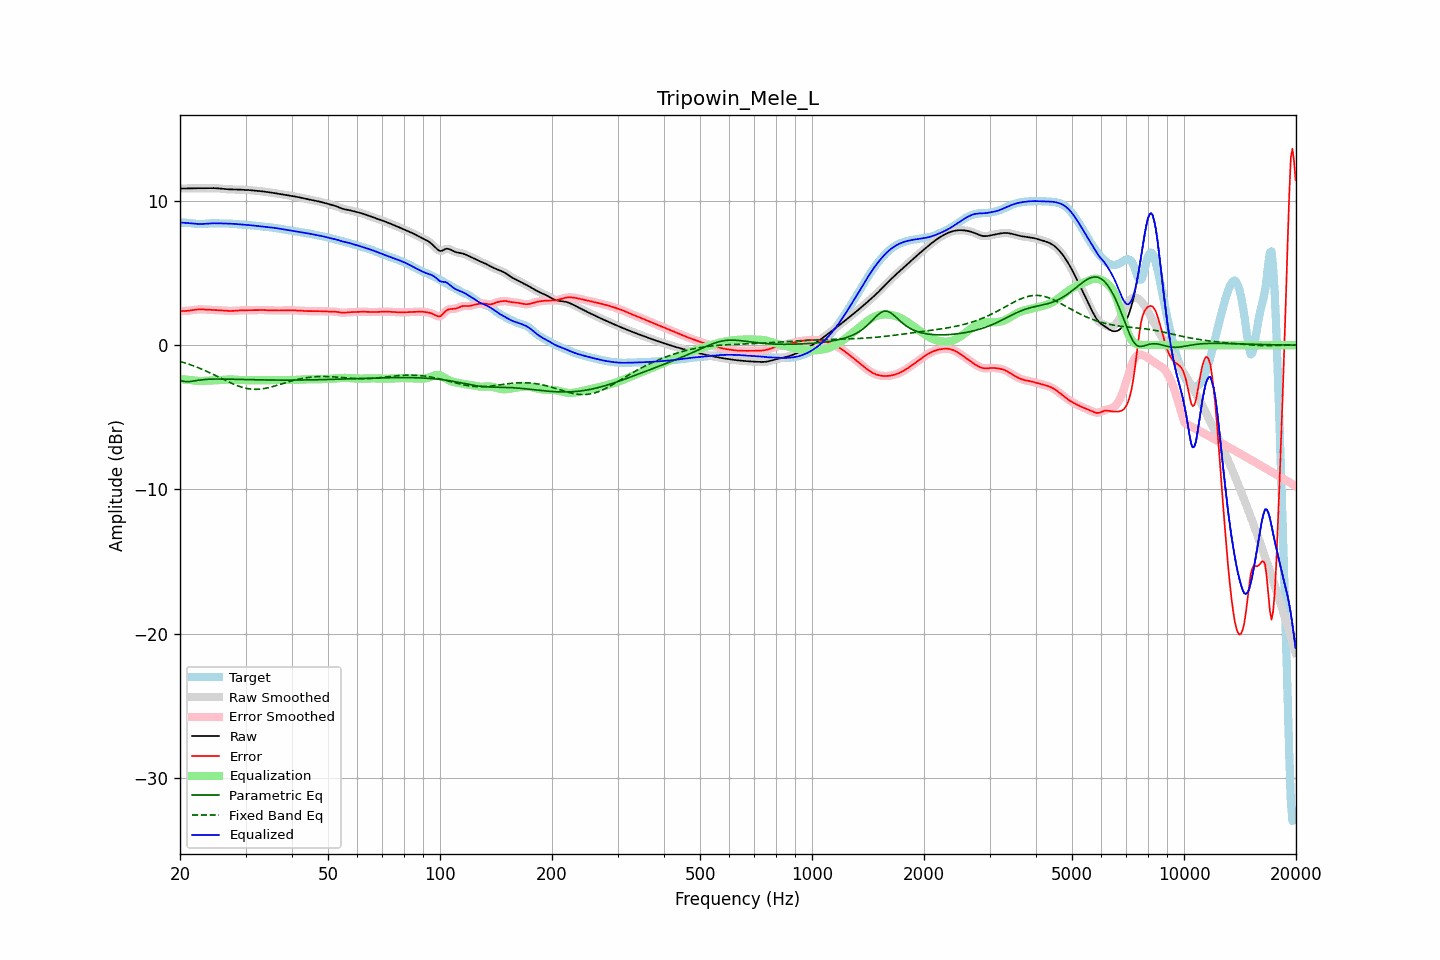 Tripowin_Mele_L
Amplitude (dBr)
10
0
−10
−20
−30
Target
Raw Smoothed
Error Smoothed
Raw
Error
Equalization
Parametric Eq
Fixed Band Eq
Equalized
20 50 100 200 500 1000 2000 5000 10000 20000
Frequency (Hz)